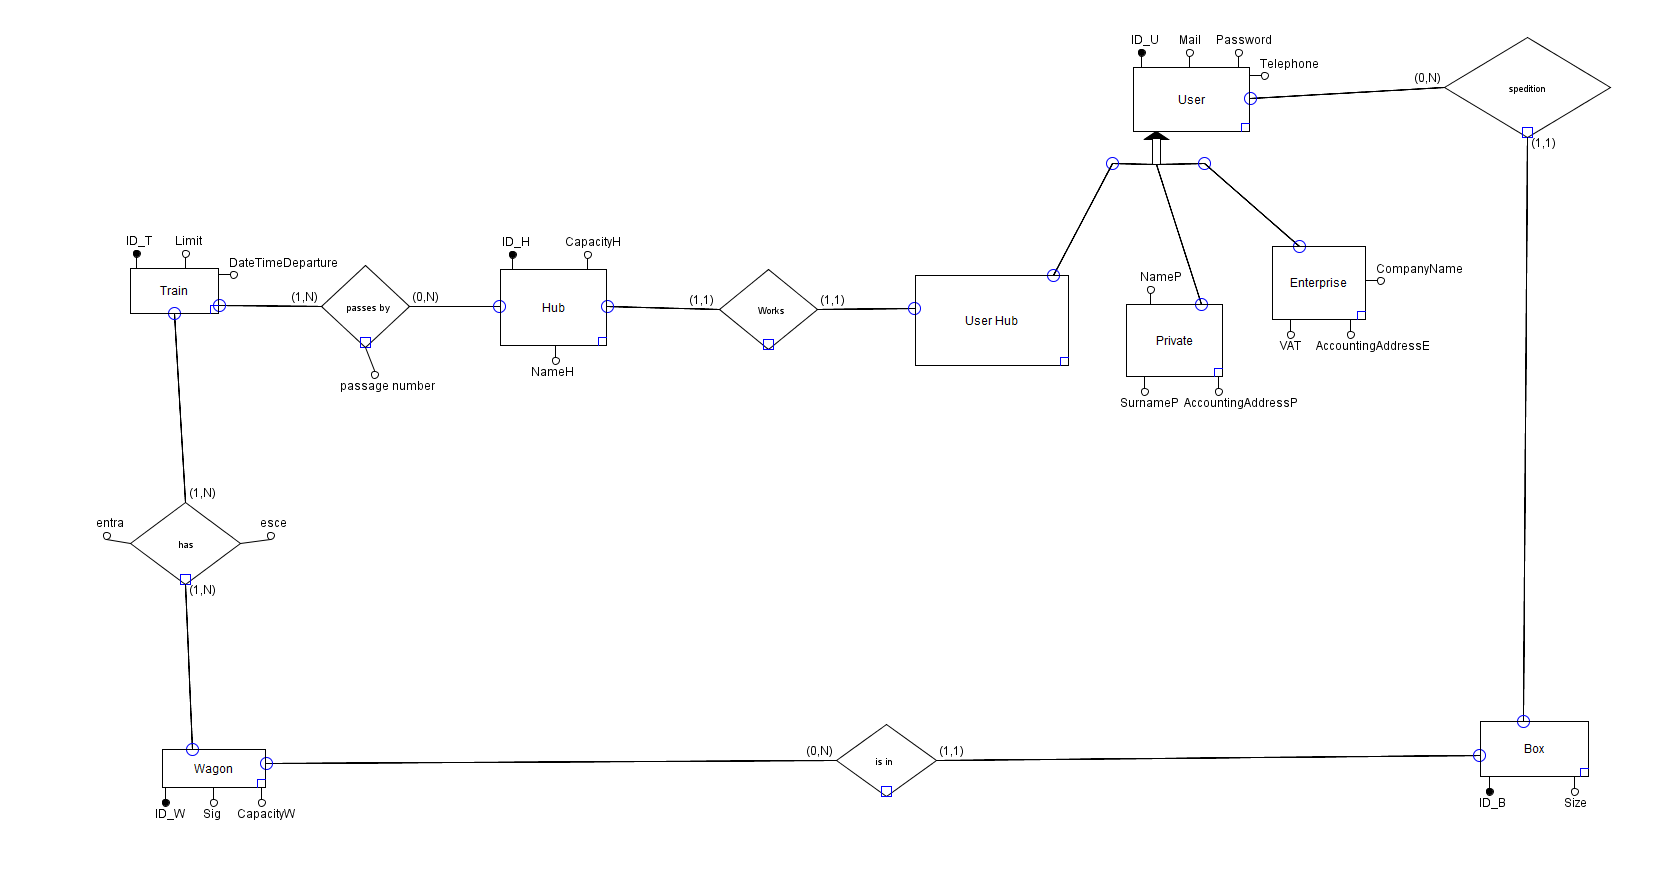 ID_U
Mail
Password
Telephone
User
(0,N)
spedition
(1,1)
ID_T
Limit
DateTimeDeparture
Train
(1,N)
passes by
(0,N)
passage number
ID_H
CapacityH
Hub
NameH
(1,1)
Works
(1,1)
User Hub
NameP
Private
SurnameP
AccountingAddressP
Enterprise
CompanyName
VAT
AccountingAddressE
(1,N)
entra
esce
has
(1,N)
Wagon
ID_W
Sig
CapacityW
(0,N)
is in
(1,1)
Box
ID_B
Size